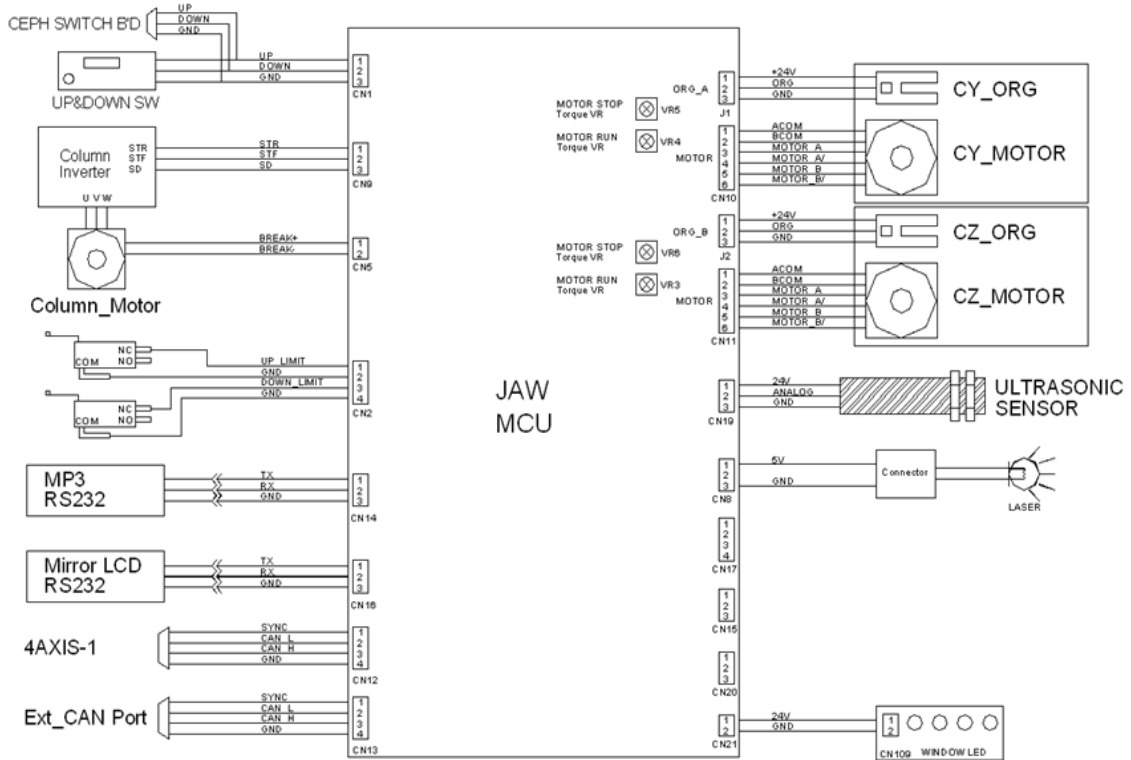 CEPH SWITCH B'D
UP
DOWN
GND
UP&DOWN SW
UP
DOWN
GND
1
2
3
CN1
Column
Inverter
STR
STF
SD
U V W
STR
STF
SD
1
2
3
CN9
Column_Motor
BREAK+
BREAK-
1
2
CN5
COM
NC
NO
COM
NC
NO
UP_LIMIT
GND
DOWN_LIMIT
GND
1
2
3
4
CN2
MP3
RS232
TX
RX
GND
1
2
3
CN14
Mirror LCD
RS232
TX
RX
GND
1
2
3
CN16
4AXIS-1
SYNC
CAN L
CAN H
GND
1
2
3
4
CN12
Ext_CAN Port
SYNC
CAN L
CAN H
GND
1
2
3
4
CN13
JAW
MCU
MOTOR STOP
Torque VR
VR5
MOTOR RUN
Torque VR
VR4
ORG_A
1
2
3
J1
+24V
ORG
GND
CY_ORG
MOTOR
1
2
3
4
5
6
CN10
ACOM
BCOM
MOTOR_A
MOTOR_A/
MOTOR_B
MOTOR_B/
CY_MOTOR
MOTOR STOP
Torque VR
VR6
MOTOR RUN
Torque VR
VR3
ORG_B
1
2
3
J2
+24V
ORG
GND
CZ_ORG
MOTOR
1
2
3
4
5
6
CN11
ACOM
BCOM
MOTOR_A
MOTOR_A/
MOTOR_B
MOTOR_B/
CZ_MOTOR
1
2
3
CN19
24V
ANALOG
GND
ULTRASONIC
SENSOR
1
2
3
CN8
5V
GND
Connector
LASER
1
2
3
4
CN17
1
2
3
CN15
1
2
3
CN20
1
2
CN21
24V
GND
1
2
CN109
WINDOW LED